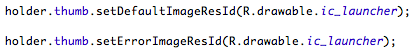 holder.thumb.setDefaultImageResId(R.drawable.ic_launcher);
holder.thumb.setErrorImageResId(R.drawable.ic_launcher);